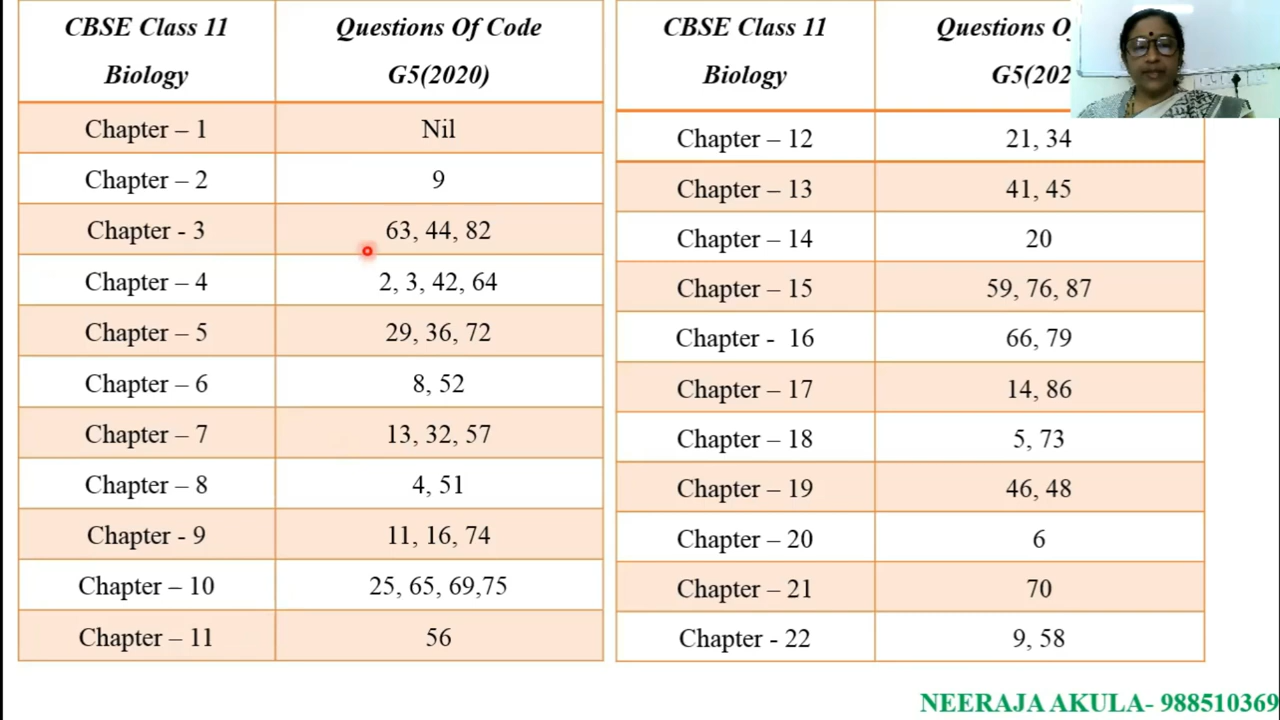 CBSE Class 11 Biology Questions Of Code G5(2020)
Chapter – 1 Nil
Chapter – 2 9
Chapter - 3 63, 44, 82
Chapter – 4 2, 3, 42, 64
Chapter – 5 29, 36, 72
Chapter – 6 8, 52
Chapter – 7 13, 32, 57
Chapter – 8 4, 51
Chapter - 9 11, 16, 74
Chapter – 10 25, 65, 69,75
Chapter – 11 56
CBSE Class 11 Biology Questions G5(202
Chapter – 12 21, 34
Chapter – 13 41, 45
Chapter – 14 20
Chapter – 15 59, 76, 87
Chapter - 16 66, 79
Chapter – 17 14, 86
Chapter – 18 5, 73
Chapter – 19 46, 48
Chapter – 20 6
Chapter – 21 70
Chapter - 22 9, 58
NEERAJA AKULA- 988510369